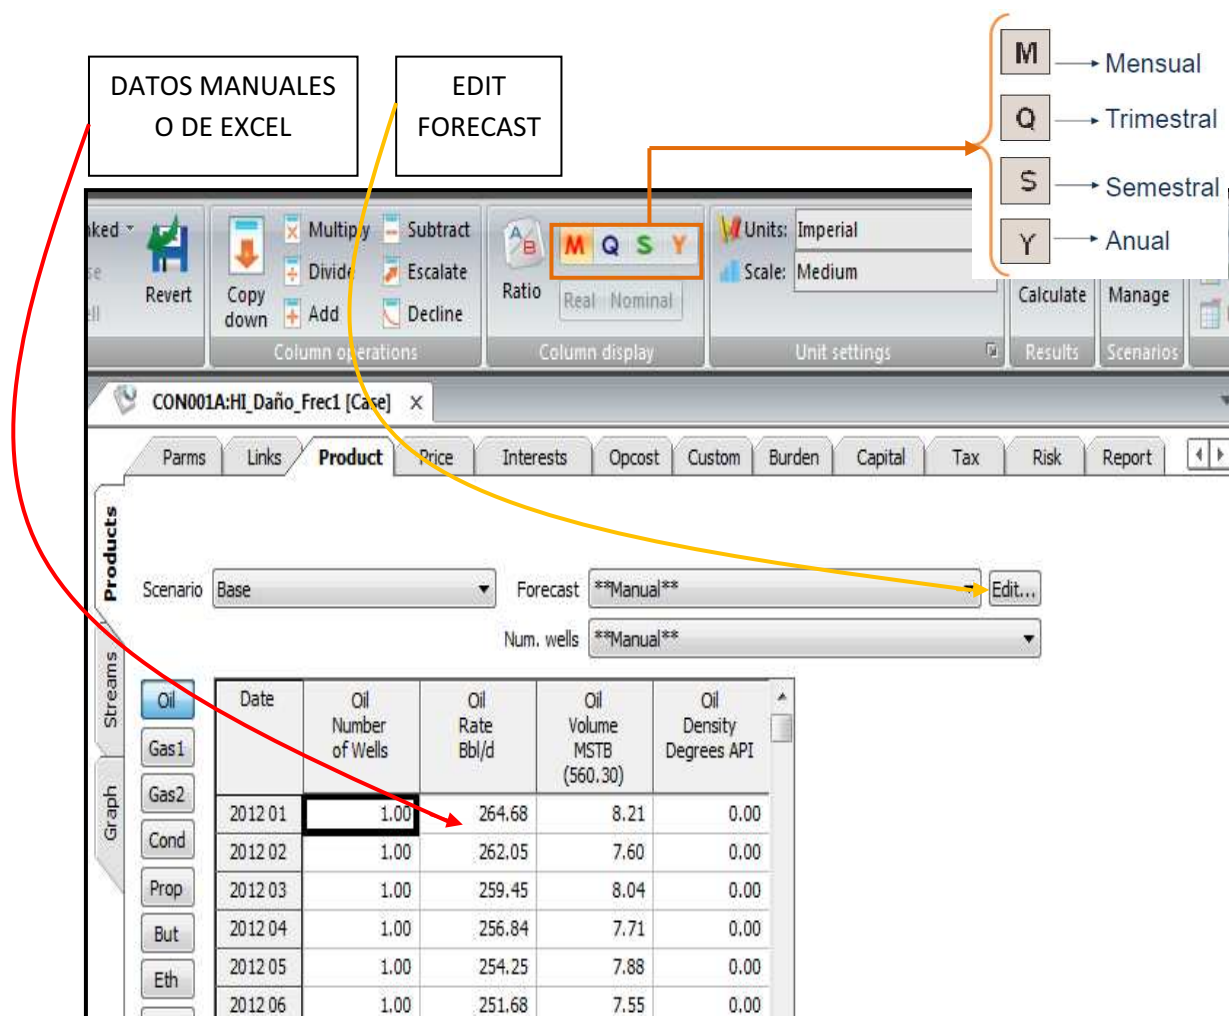 DATOS MANUALES
O DE EXCEL
EDIT
FORECAST
M Mensual
Q Trimestral
S Semestral
Y Anual
Revert
Copy
down
Multiply
Divide
Add
Subtract
Escalate
Decline
Column operations
A/B
Ratio
M Q S Y
Real Nominal
Column display
Units: Imperial
Scale: Medium
Unit settings
Calculate
Results
Manage
Scenarios
CON001A:HI_Daño_Frec1 [Case]
Parms Links Product Price Interests Opcost Custom Burden Capital Tax Risk Report
Products
Streams
Graph
Scenario Base Forecast **Manual** Edit...
Num. wells **Manual**
Oil
Gas1
Gas2
Cond
Prop
But
Eth
Date
Oil
Number
of Wells
Oil
Rate
Bbl/d
Oil
Volume
MSTB
(560.30)
Oil
Density
Degrees API
2012 01 1.00 264.68 8.21 0.00
2012 02 1.00 262.05 7.60 0.00
2012 03 1.00 259.45 8.04 0.00
2012 04 1.00 256.84 7.71 0.00
2012 05 1.00 254.25 7.88 0.00
2012 06 1.00 251.68 7.55 0.00